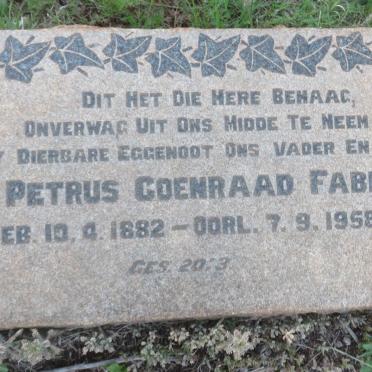 DIT HET DIE HERE BEHAAG,
ONVERWAG UIT ONS MIDDE TE NEEM
DIERBARE EGGENOOT ONS VADER EN
PETRUS COENRAAD FAB
EB. 10. 4. 1882 – OORL. 7. 9. 1958
GES. 20:3